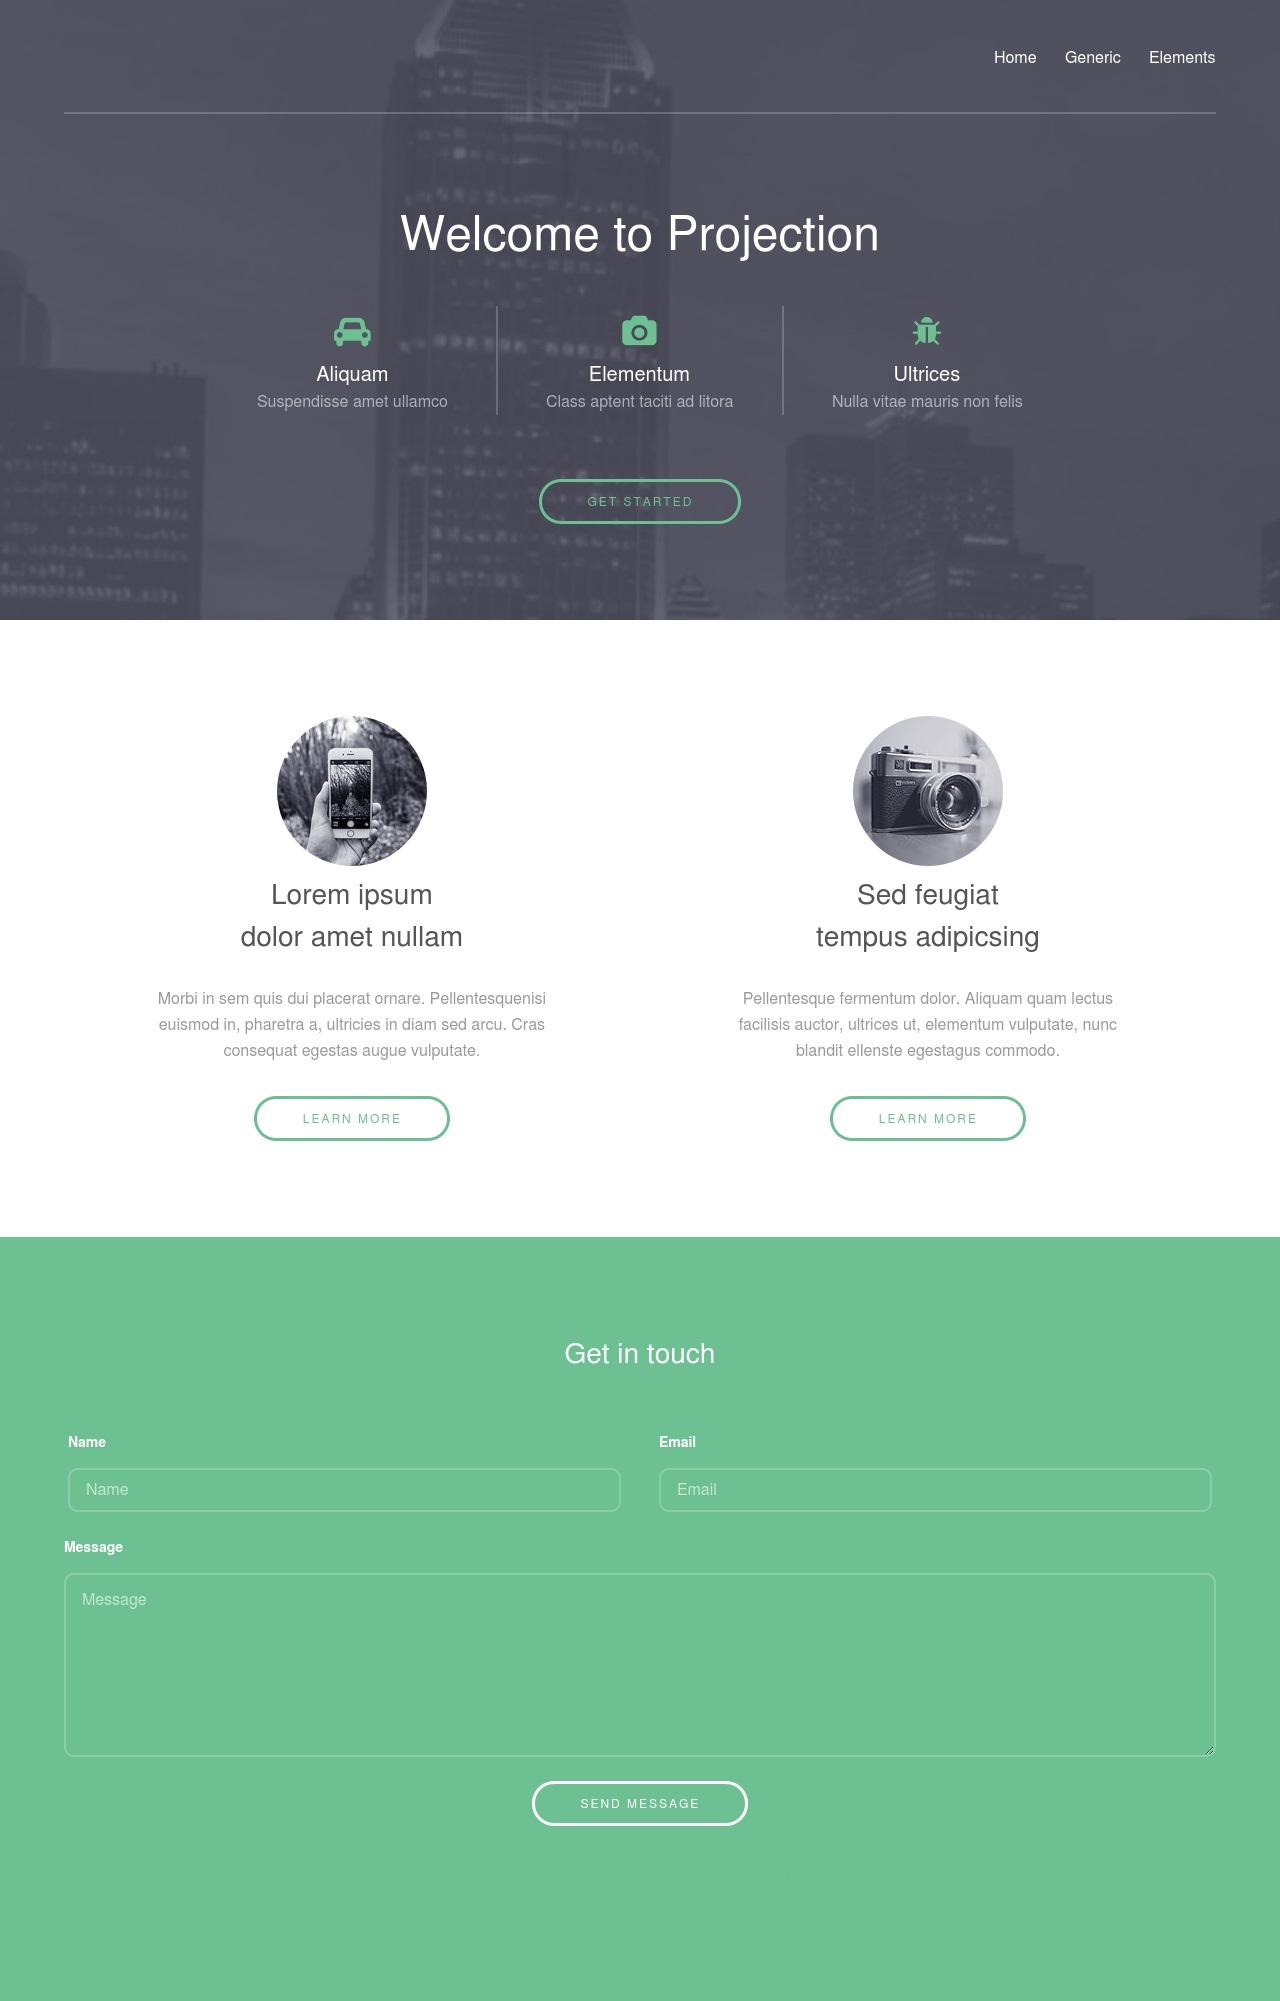 Home Generic Elements
Welcome to Projection
Aliquam
Suspendisse amet ullamco
Elementum
Class aptent taciti ad litora
Ultrices
Nulla vitae mauris non felis
GET STARTED
Lorem ipsum
dolor amet nullam
Morbi in sem quis dui placerat ornare. Pellentesquenisi
euismod in, pharetra a, ultricies in diam sed arcu. Cras
consequat egestas augue vulputate.
LEARN MORE
Sed feugiat
tempus adipicsing
Pellentesque fermentum dolor. Aliquam quam lectus
facilisis auctor, ultrices ut, elementum vulputate, nunc
blandit ellenste egestagus commodo.
LEARN MORE
Get in touch
Name
Name
Email
Email
Message
Message
SEND MESSAGE